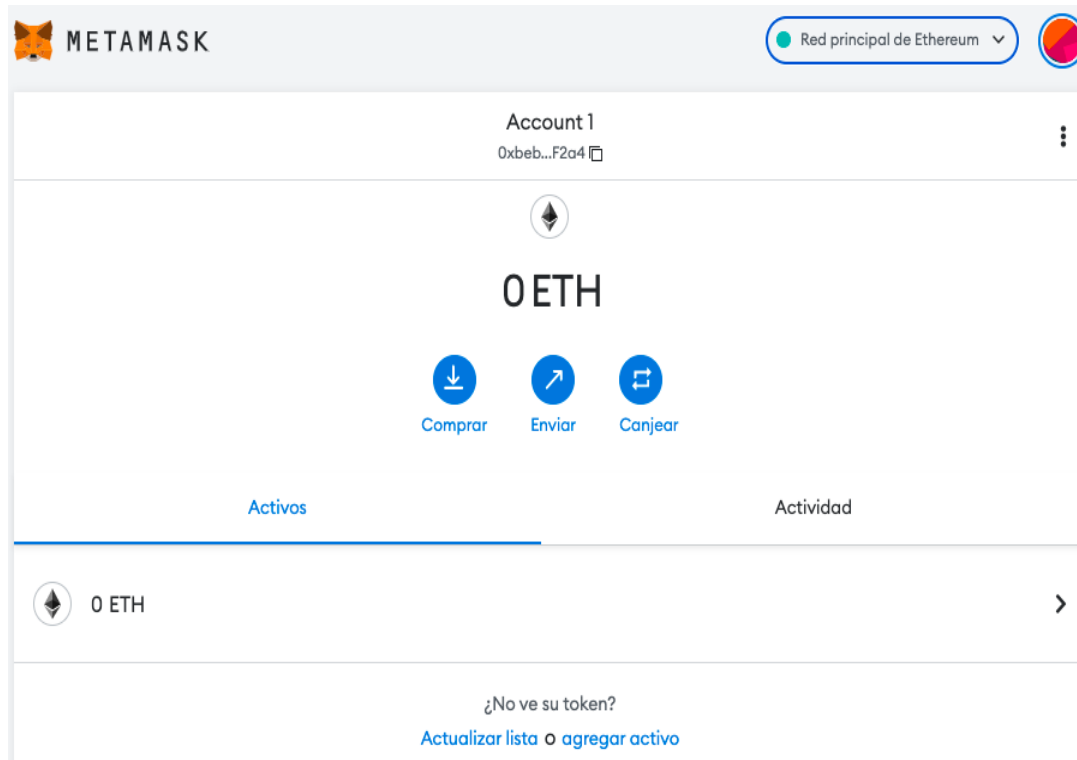 METAMASK
Red principal de Ethereum
Account 1
0xbeb...F2a4
0 ETH
Comprar Enviar Canjear
Activos Actividad
0 ETH
¿No ve su token?
Actualizar lista o agregar activo